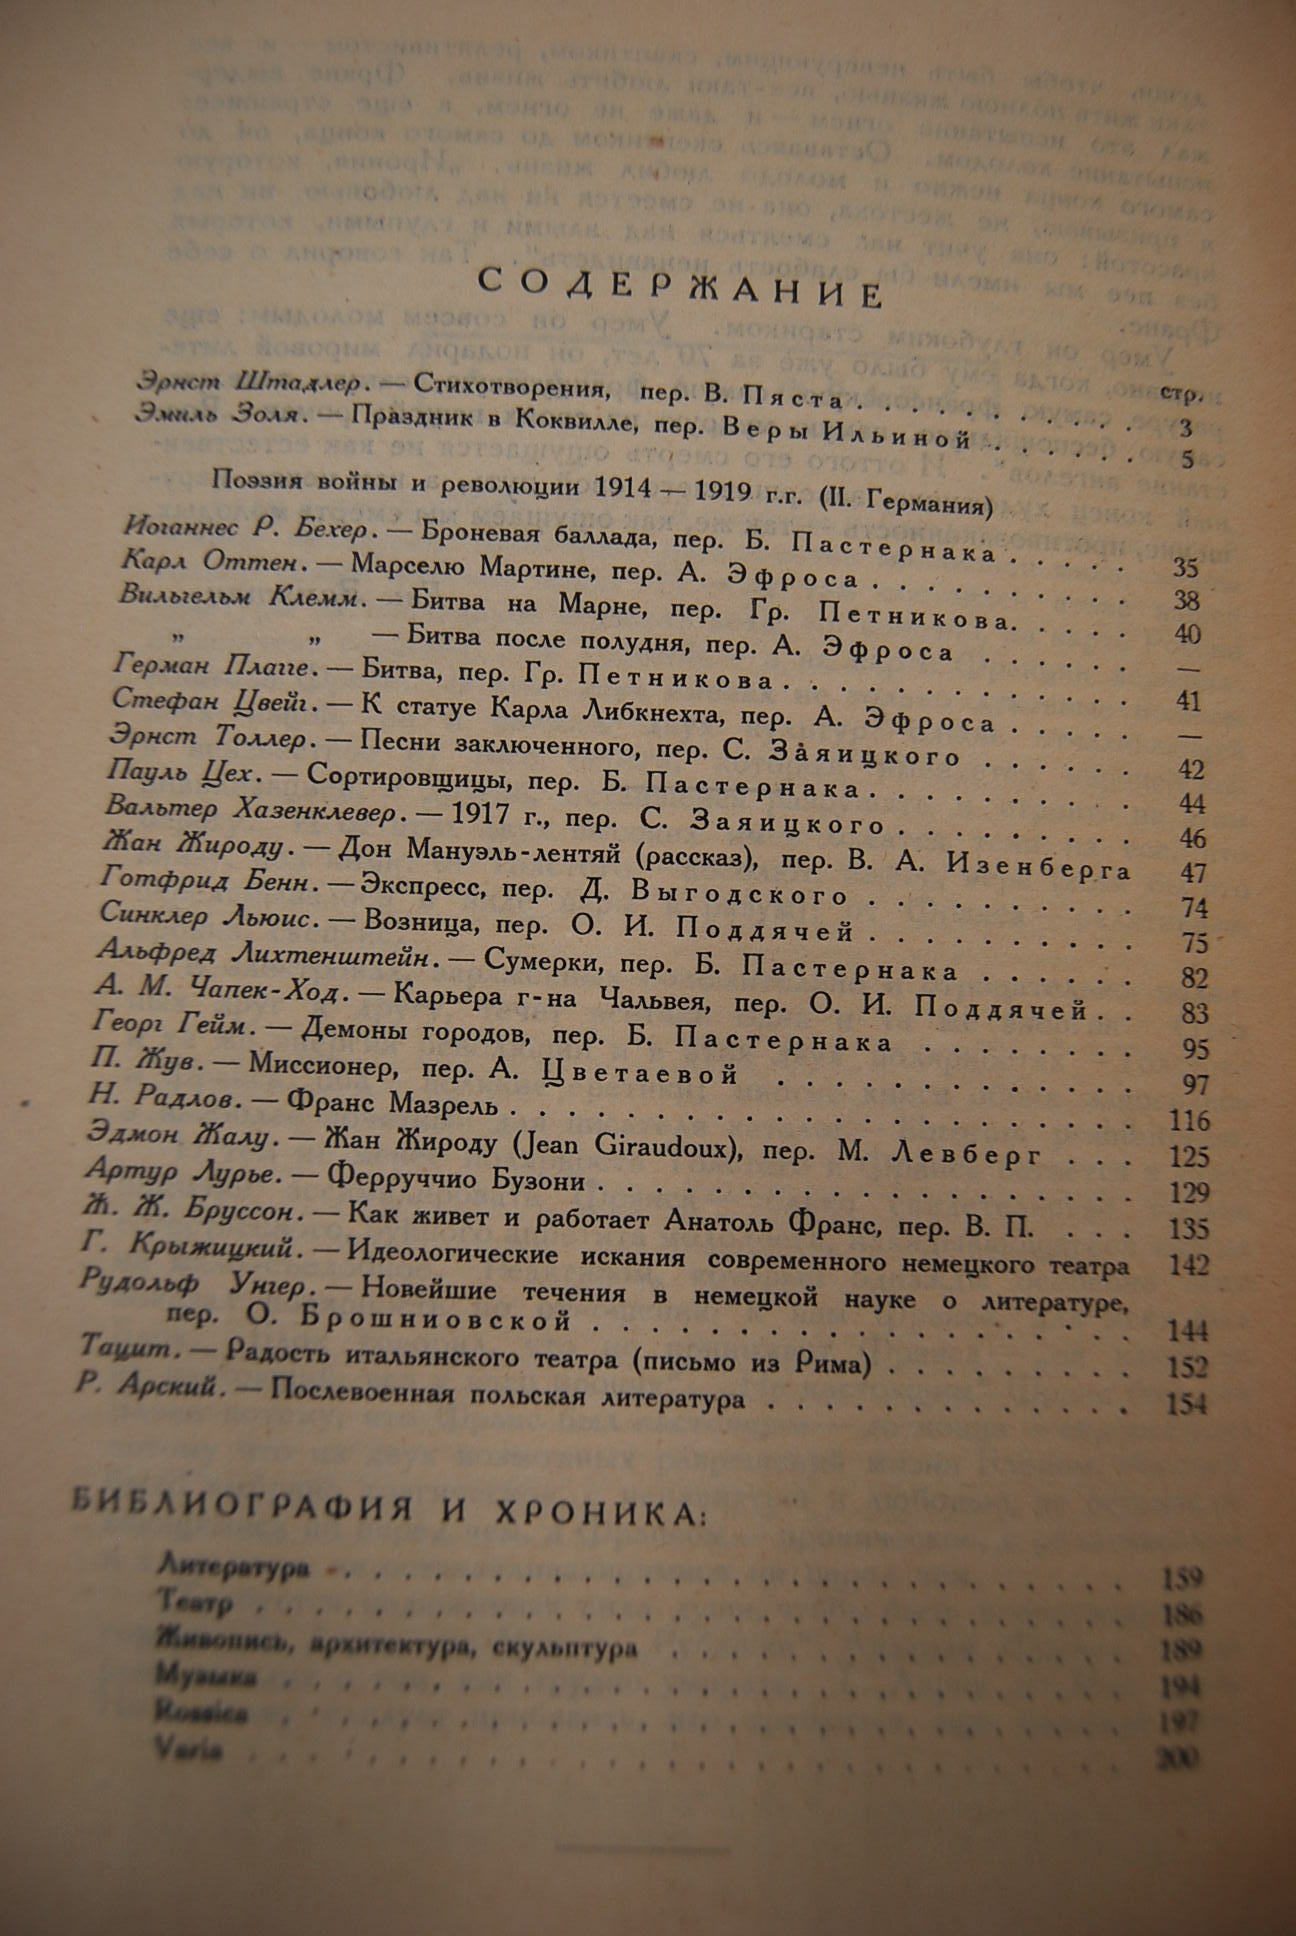 СОДЕРЖАНИЕ
стр.
Эрнст Штадлер. — Стихотворения, пер. В. Пяста . . . . . . . . . . 3
Эмиль Золя. — Праздник в Коквилле, пер. Веры Ильиной . . . . . . 5
Поэзия войны и революции 1914 — 1919 г.г. (II. Германия)
Иоганнес Р. Бехер. — Броневая баллада, пер. Б. Пастернака . . . . . 35
Карл Оттен. — Марселю Мартине, пер. А. Эфроса . . . . . . . . . 38
Вильгельм Клемм. — Битва на Марне, пер. Гр. Петникова. . . . . 40
„ „ — Битва после полудня, пер. А. Эфроса . . . . . . —
Герман Плагге. — Битва, пер. Гр. Петникова . . . . . . . . . . . . 41
Стефан Цвейг. — К статуе Карла Либкнехта, пер. А. Эфроса . . . . . —
Эрнст Толлер. — Песни заключенного, пер. С. Заяицкого . . . . . . 42
Пауль Цех. — Сортировщицы, пер. Б. Пастернака . . . . . . . . . . 44
Вальтер Хазенклевер. — 1917 г., пер. С. Заяицкого . . . . . . . . . 46
Жан Жироду. — Дон Мануэль-лентяй (рассказ), пер. В. А. Изенберга 47
Готфрид Бенн. — Экспресс, пер. Д. Выгодского . . . . . . . . . . 74
Синклер Льюис. — Возница, пер. О. И. Поддячей . . . . . . . . . . 75
Альфред Лихтенштейн. — Сумерки, пер. Б. Пастернака . . . . . . 82
А. М. Чапек-Ход. — Карьера г-на Чальвея, пер. О. И. Поддячей . . 83
Георг Гейм. — Демоны городов, пер. Б. Пастернака . . . . . . . . 95
П. Жув. — Миссионер, пер. А. Цветаевой . . . . . . . . . . . . . 97
Н. Радлов. — Франс Мазрель . . . . . . . . . . . . . . . . . . . . . 116
Эдмон Жалу. — Жан Жироду (Jean Giraudoux), пер. М. Левберг . . . 125
Артур Лурье. — Ферруччио Бузони . . . . . . . . . . . . . . . . . . 129
Ж. Ж. Бруссон. — Как живет и работает Анатоль Франс, пер. В. П. . . . 135
Г. Крыжицкий. — Идеологические искания современного немецкого театра 142
Рудольф Унгер. — Новейшие течения в немецкой науке о литературе,
пер. О. Брошниовской . . . . . . . . . . . . . . . . . . . 144
Тацит. — Радость итальянского театра (письмо из Рима) . . . . . . . . . 152
Р. Арский. — Послевоенная польская литература . . . . . . . . . . . . . 154
БИБЛИОГРАФИЯ И ХРОНИКА:
Литература . . . . . . . . . . . . . . . . . . . . . . . . . . . . 159
Театр . . . . . . . . . . . . . . . . . . . . . . . . . . . . . . 186
Живопись, архитектура, скульптура . . . . . . . . . . . . . . . . 189
Музыка . . . . . . . . . . . . . . . . . . . . . . . . . . . . . 194
Rossica . . . . . . . . . . . . . . . . . . . . . . . . . . . . . 197
Varia . . . . . . . . . . . . . . . . . . . . . . . . . . . . . . 200